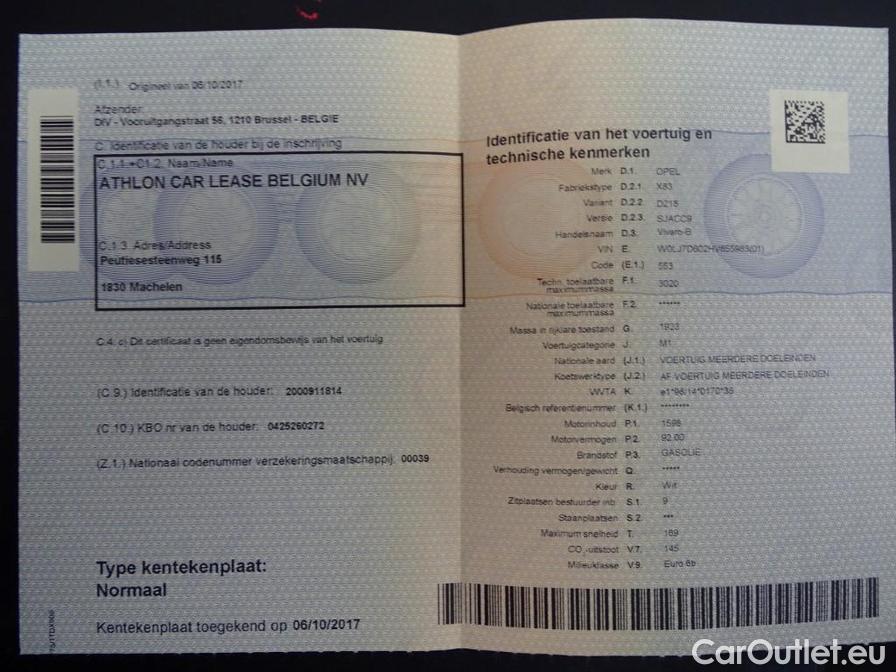 (I.1.) Origineel van 06/10/2017
Afzender:
DIV - Vooruitgangstraat 56, 1210 Brussel - BELGIE
C. Identificatie van de houder bij de inschrijving
C.1.1.+C1.2. Naam/Name
ATHLON CAR LEASE BELGIUM NV
C.1.3. Adres/Address
Peutiesesteenweg 115
1830 Machelen
C.4. c) Dit certificaat is geen eigendomsbewijs van het voertuig
(C.9.) Identificatie van de houder: 2000911814
(C.10.) KBO nr van de houder: 0425260272
(Z.1.) Nationaal codenummer verzekeringsmaatschappij: 00039
Type kentekenplaat:
Normaal
Kentekenplaat toegekend op 06/10/2017
Identificatie van het voertuig en
technische kenmerken
Merk D.1. OPEL
Fabriekstype D.2.1. X83
Variant D.2.2. D21S
Versie D.2.3. SJACC9
Handelsnaam D.3. Vivaro-B
VIN E.
Code (E.1.) 553
Techn. toelaatbare
maximummassa F.1. 3020
Nationale toelaatbare
maximummassa F.2. ******
Massa in rijklare toestand G. 1923
Voertuigcategorie J. M1
Nationale aard (J.1.) VOERTUIG MEERDERE DOELEINDEN
Koetswerktype (J.2.) AF VOERTUIG MEERDERE DOELEINDEN
WVTA K. e1*98/14*0170*38
Belgisch referentienummer (K.1.) ********
Motorinhoud P.1. 1598
Motorvermogen P.2. 92.00
Brandstof P.3. GASOLIE
Verhouding vermogen/gewicht Q. *****
Kleur R. Wit
Zitplaatsen bestuurder inb. S.1. 9
Staanplaatsen S.2. ***
Maximum snelheid T. 169
CO2-uitstoot V.7. 145
Milieuklasse V.9. Euro 6b
CarOutlet.eu